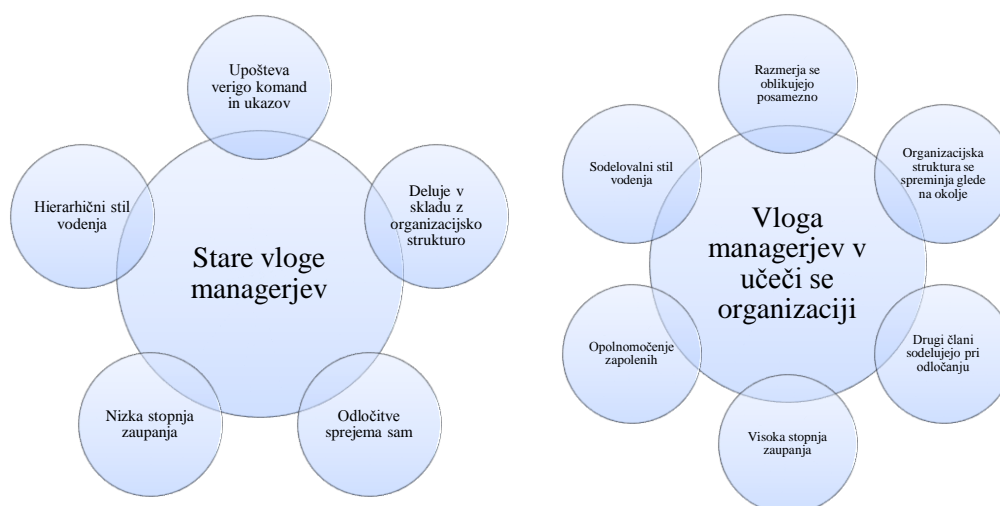 Upošteva
verigo komand
in ukazov
Hierarhični stil
vodenja
Deluje v
skladu z
organizacijsko
strukturo
Stare vloge
managerjev
Nizka stopnja
zaupanja
Odločitve
sprejema sam
Razmerja se
oblikujejo
posamezno
Sodelovalni stil
vodenja
Organizacijska
struktura se
spreminja glede
na okolje
Vloga
managerjev v
učeči se
organizaciji
Opolnomočenje
zapolenih
Drugi člani
sodelujejo pri
odločanju
Visoka stopnja
zaupanja